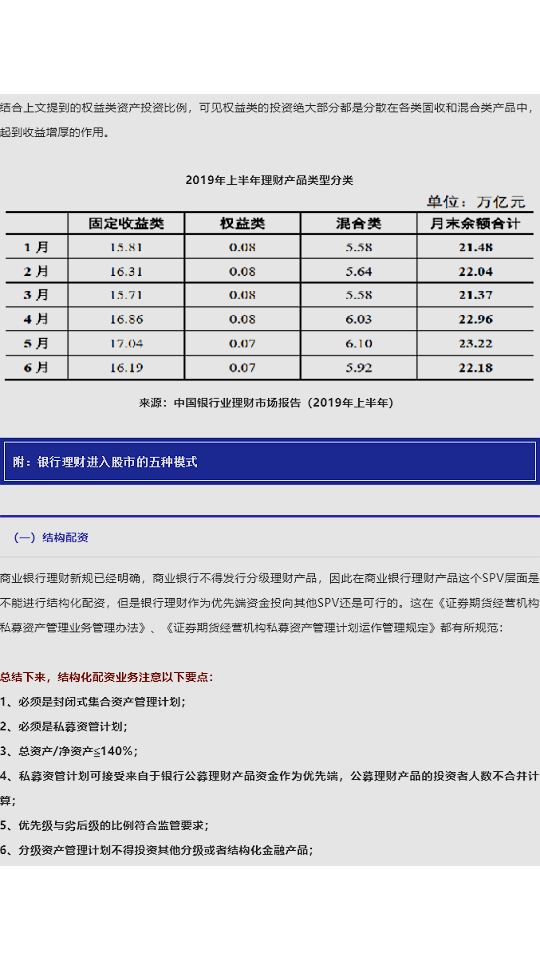 结合上文提到的权益类资产投资比例，可见权益类的投资绝大部分都是分散在各类固收和混合类产品中，
起到收益增厚的作用。
2019年上半年理财产品类型分类
单位：万亿元
固定收益类 权益类 混合类 月末余额合计
1月 15.81 0.08 5.58 21.48
2月 16.31 0.08 5.64 22.04
3月 15.71 0.08 5.58 21.37
4月 16.86 0.08 6.03 22.96
5月 17.04 0.07 6.10 23.22
6月 16.19 0.07 5.92 22.18
来源：中国银行业理财市场报告（2019年上半年）
附：银行理财进入股市的五种模式
（一）结构配资
商业银行理财新规已经明确，商业银行不得发行分级理财产品，因此在商业银行理财产品这个SPV层面是
不能进行结构化配资，但是银行理财作为优先端资金投向其他SPV还是可行的。这在《证券期货经营机构
私募资产管理业务管理办法》、《证券期货经营机构私募资产管理计划运作管理规定》都有所规范：
总结下来，结构化配资业务注意以下要点：
1、必须是封闭式集合资产管理计划；
2、必须是私募资管计划；
3、总资产/净资产≦140%；
4、私募资管计划可接受来自于银行公募理财产品资金作为优先端，公募理财产品的投资者人数不合并计
算；
5、优先级与劣后级的比例符合监管要求；
6、分级资产管理计划不得投资其他分级或者结构化金融产品；